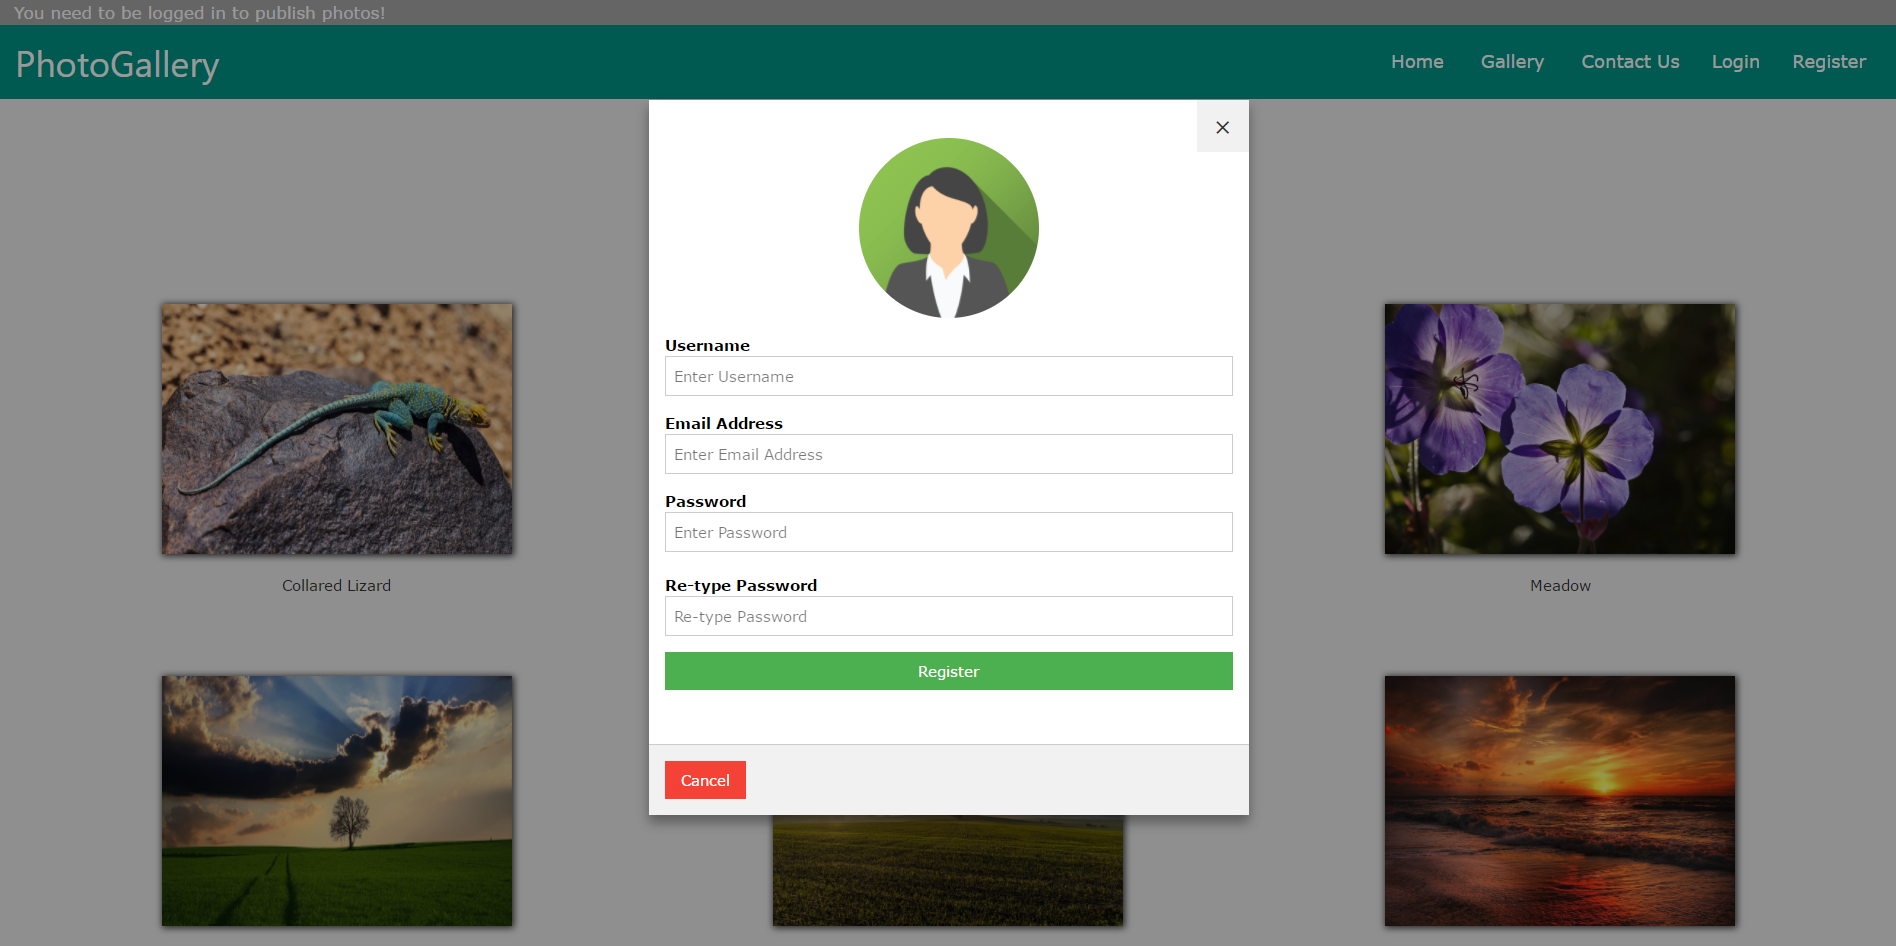 You need to be logged in to publish photos!
PhotoGallery
Home Gallery Contact Us Login Register
×
Username
Enter Username
Email Address
Enter Email Address
Password
Enter Password
Re-type Password
Re-type Password
Register
Cancel
Collared Lizard
Meadow